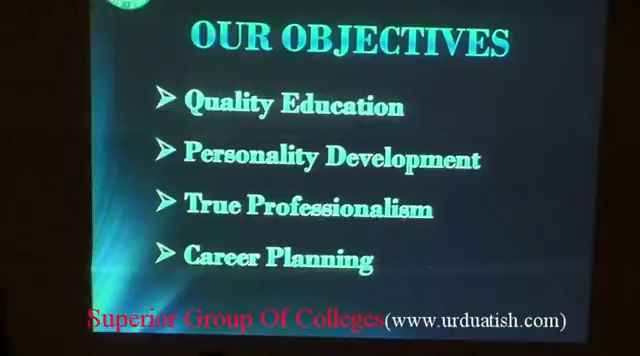 OUR OBJECTIVES
Quality Education
Personality Development
True Professionalism
Career Planning
Superior Group Of Colleges(www.urduatish.com)